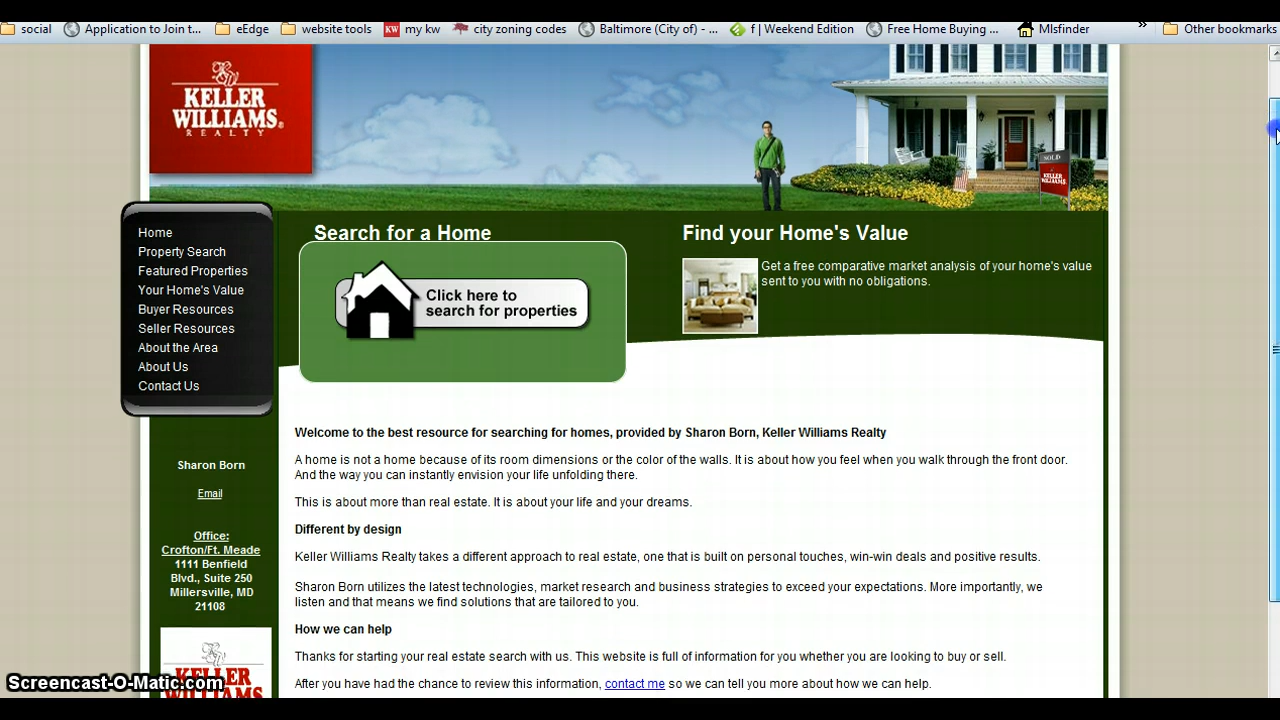 social
Application to Join t...
eEdge
website tools
KW my kw
city zoning codes
Baltimore (City of) - ...
f | Weekend Edition
Free Home Buying ...
Mlsfinder
»
Other bookmarks
KW
KELLER
WILLIAMS®
REALTY
SOLD
KELLER
WILLIAMS
Home
Property Search
Featured Properties
Your Home's Value
Buyer Resources
Seller Resources
About the Area
About Us
Contact Us
Search for a Home
Click here to
search for properties
Find your Home's Value
Get a free comparative market analysis of your home's value
sent to you with no obligations.
Welcome to the best resource for searching for homes, provided by Sharon Born, Keller Williams Realty
A home is not a home because of its room dimensions or the color of the walls. It is about how you feel when you walk through the front door.
And the way you can instantly envision your life unfolding there.
This is about more than real estate. It is about your life and your dreams.
Different by design
Keller Williams Realty takes a different approach to real estate, one that is built on personal touches, win-win deals and positive results.
Sharon Born utilizes the latest technologies, market research and business strategies to exceed your expectations. More importantly, we
listen and that means we find solutions that are tailored to you.
How we can help
Thanks for starting your real estate search with us. This website is full of information for you whether you are looking to buy or sell.
After you have had the chance to review this information, contact me so we can tell you more about how we can help.
Sharon Born
Email
Office:
Crofton/Ft. Meade
1111 Benfield
Blvd., Suite 250
Millersville, MD
21108
KELLER
WILLIAMS
Screencast-O-Matic.com